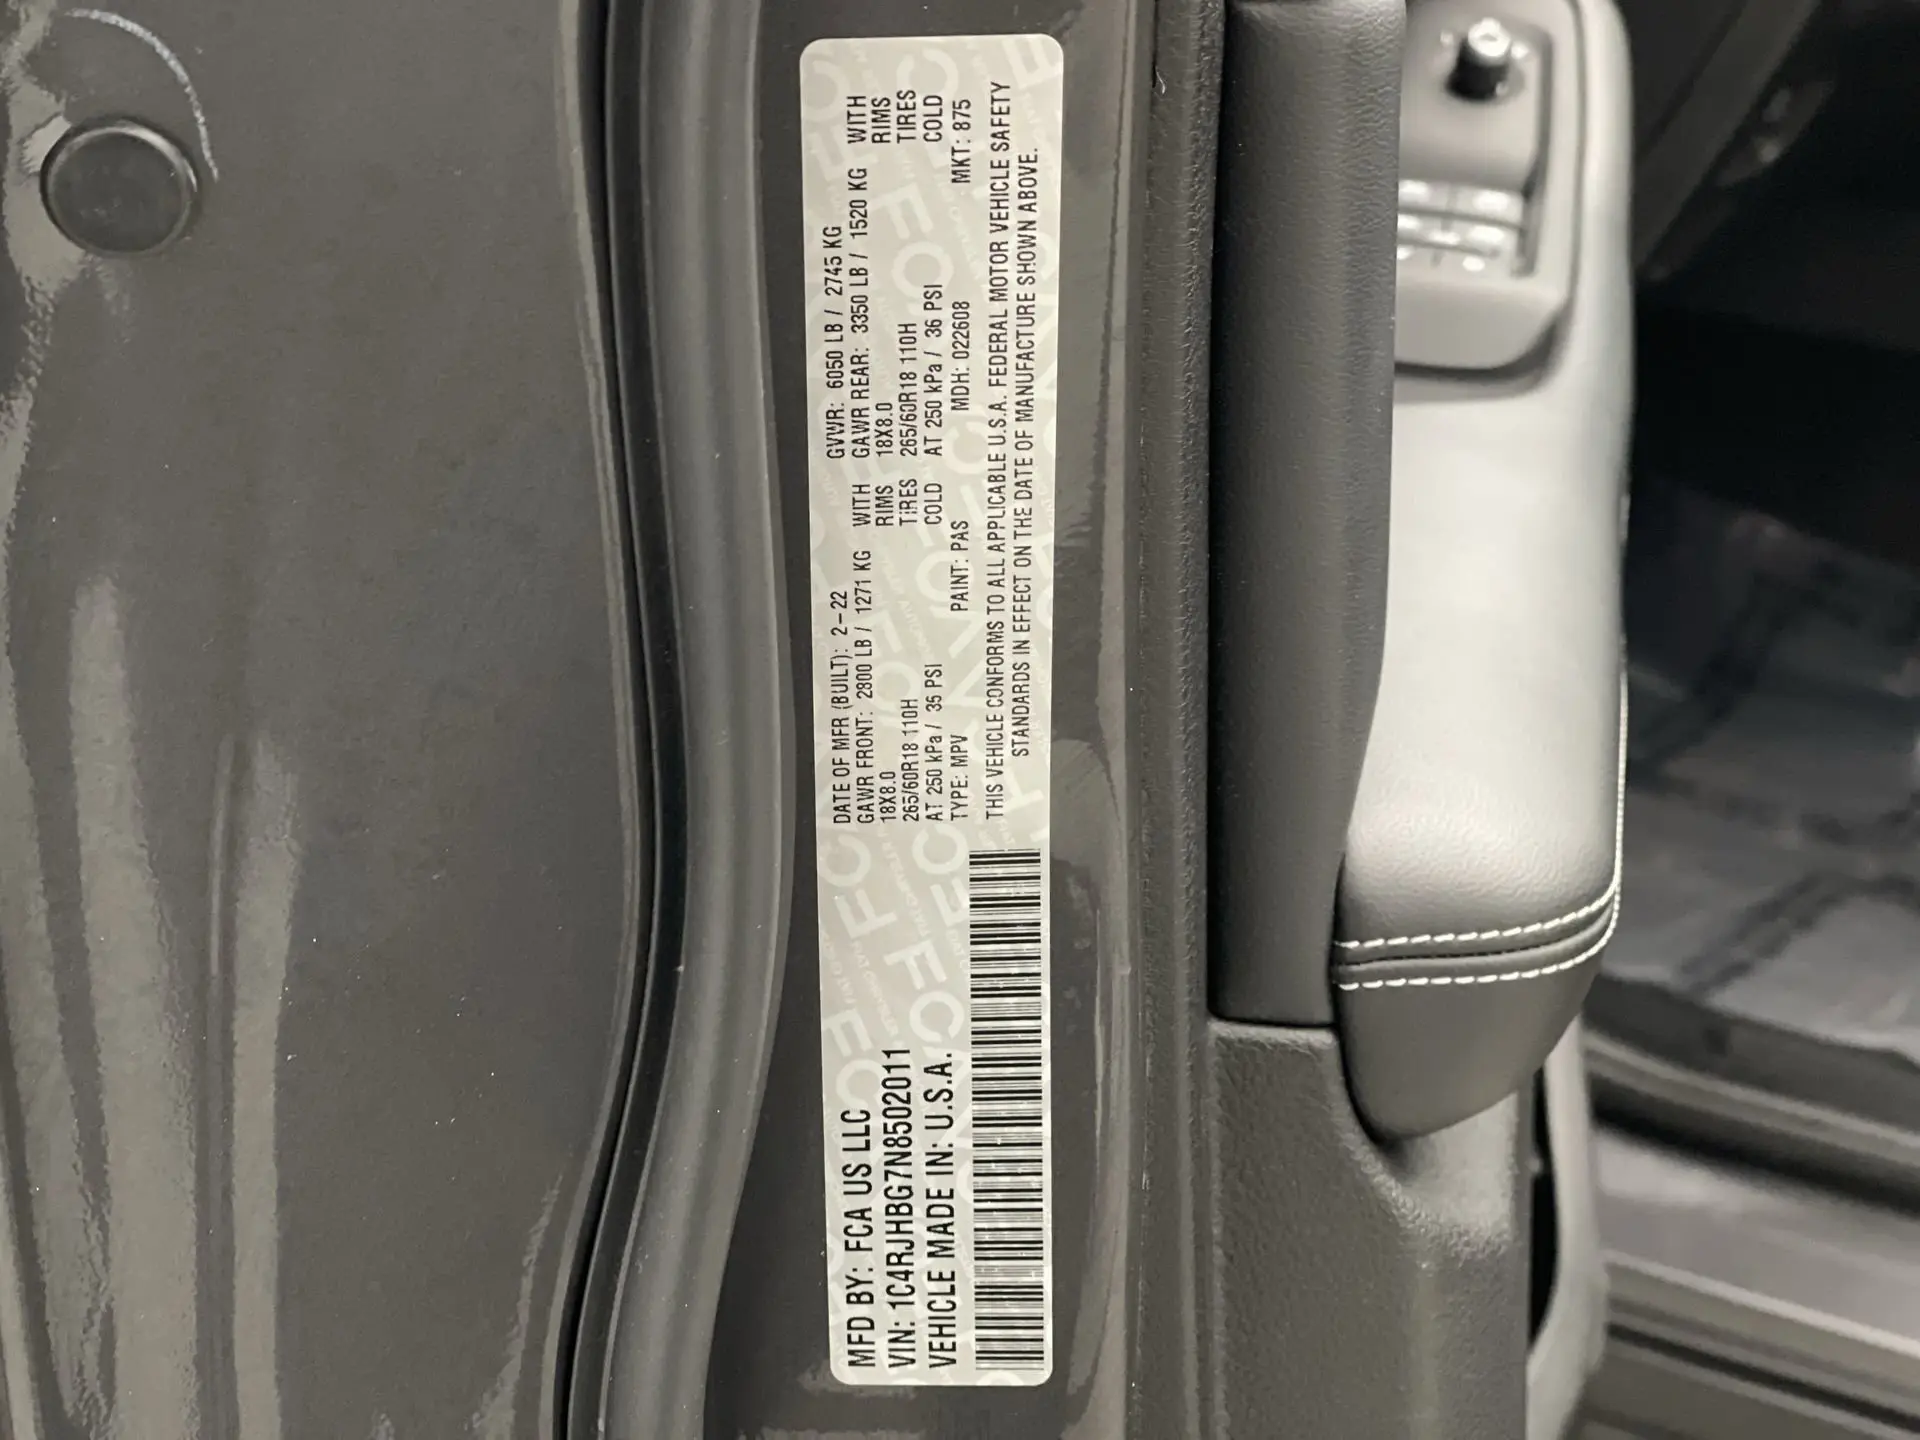 MFD BY: FCA US LLC
VIN: 1C4RJHBG7N8502011
VEHICLE MADE IN: U.S.A.
DATE OF MFR (BUILT): 2-22 GVWR: 6050 LB / 2745 KG
GAWR FRONT: 2800 LB / 1271 KG WITH GAWR REAR: 3350 LB / 1520 KG WITH
18X8.0 RIMS 18X8.0 RIMS
265/60R18 110H TIRES 265/60R18 110H TIRES
AT 250 kPa / 36 PSI COLD AT 250 kPa / 36 PSI COLD
TYPE: MPV PAINT: PAS MDH: 022608 MKT: 875
THIS VEHICLE CONFORMS TO ALL APPLICABLE U.S.A. FEDERAL MOTOR VEHICLE SAFETY
STANDARDS IN EFFECT ON THE DATE OF MANUFACTURE SHOWN ABOVE.